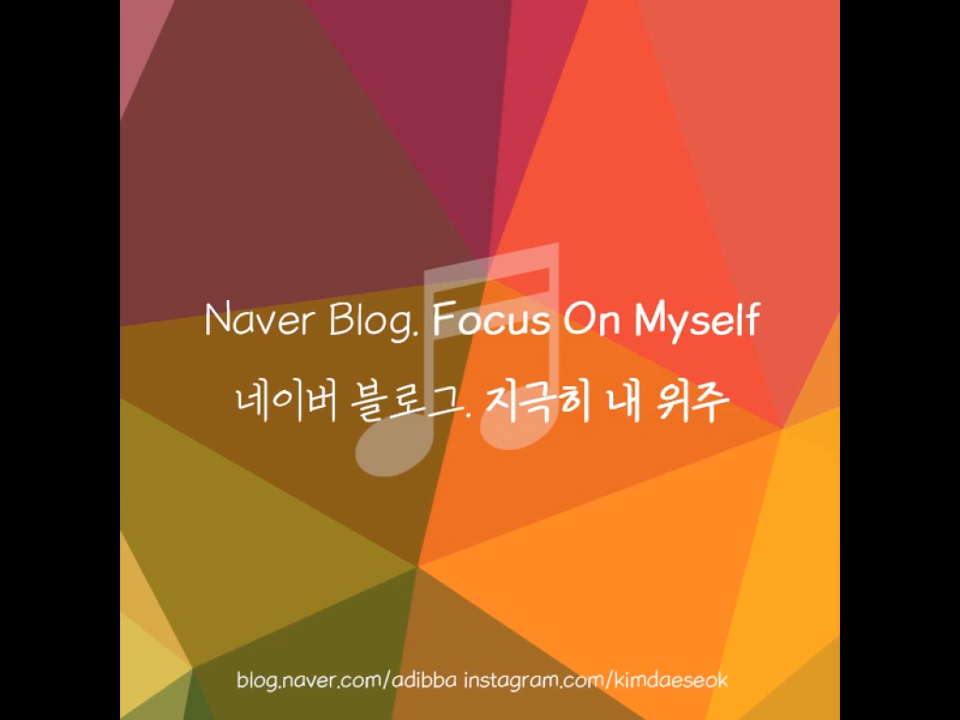 Naver Blog. Focus On Myself
네이버 블로그. 지극히 내 위주
blog.naver.com/adibba instagram.com/kimdaeseok